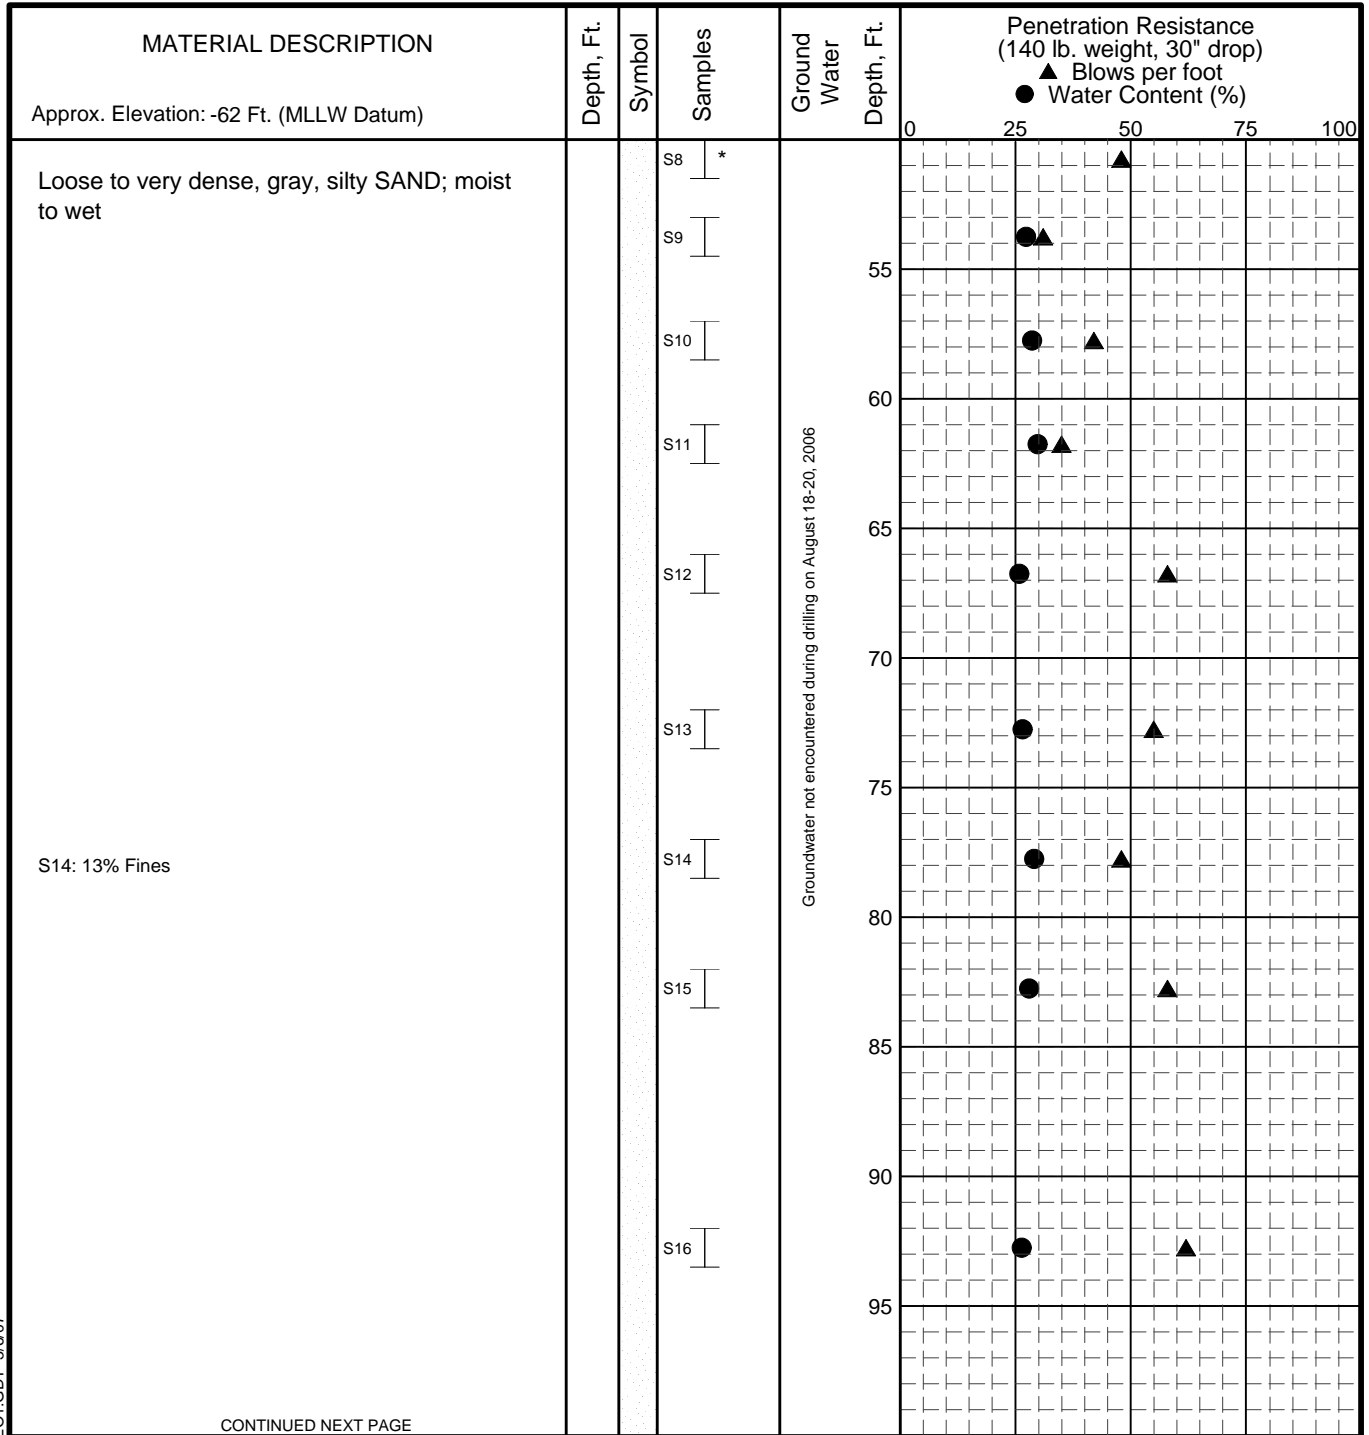 MATERIAL DESCRIPTION
Approx. Elevation: -62 Ft. (MLLW Datum)
Depth, Ft.
Symbol
Samples
Ground
Water
Depth, Ft.
Penetration Resistance
(140 lb. weight, 30" drop)
▲ Blows per foot
● Water Content (%)
0 25 50 75 100
Loose to very dense, gray, silty SAND; moist
to wet
S8 *
S9
55
S10
60
S11
65
S12
70
S13
75
S14: 13% Fines
S14
80
S15
85
90
S16
95
Groundwater not encountered during drilling on August 18-20, 2006
CONTINUED NEXT PAGE